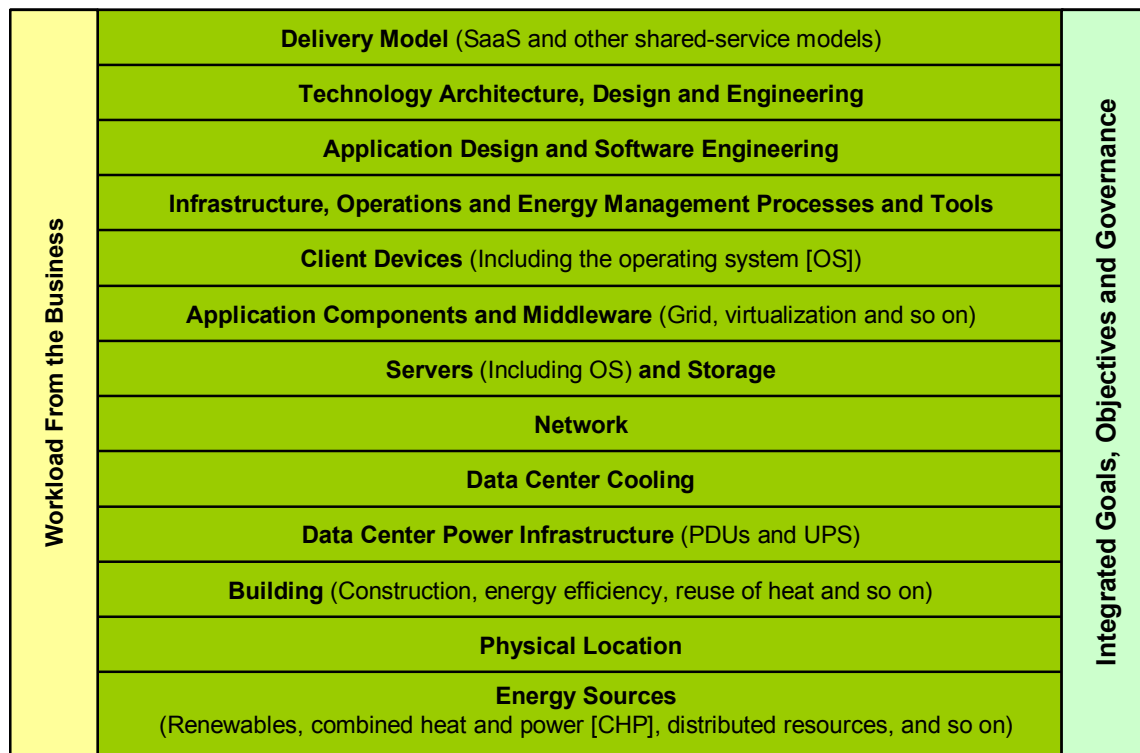 Workload From the Business
Delivery Model (SaaS and other shared-service models)
Technology Architecture, Design and Engineering
Application Design and Software Engineering
Infrastructure, Operations and Energy Management Processes and Tools
Client Devices (Including the operating system [OS])
Application Components and Middleware (Grid, virtualization and so on)
Servers (Including OS) and Storage
Network
Data Center Cooling
Data Center Power Infrastructure (PDUs and UPS)
Building (Construction, energy efficiency, reuse of heat and so on)
Physical Location
Energy Sources
(Renewables, combined heat and power [CHP], distributed resources, and so on)
Integrated Goals, Objectives and Governance